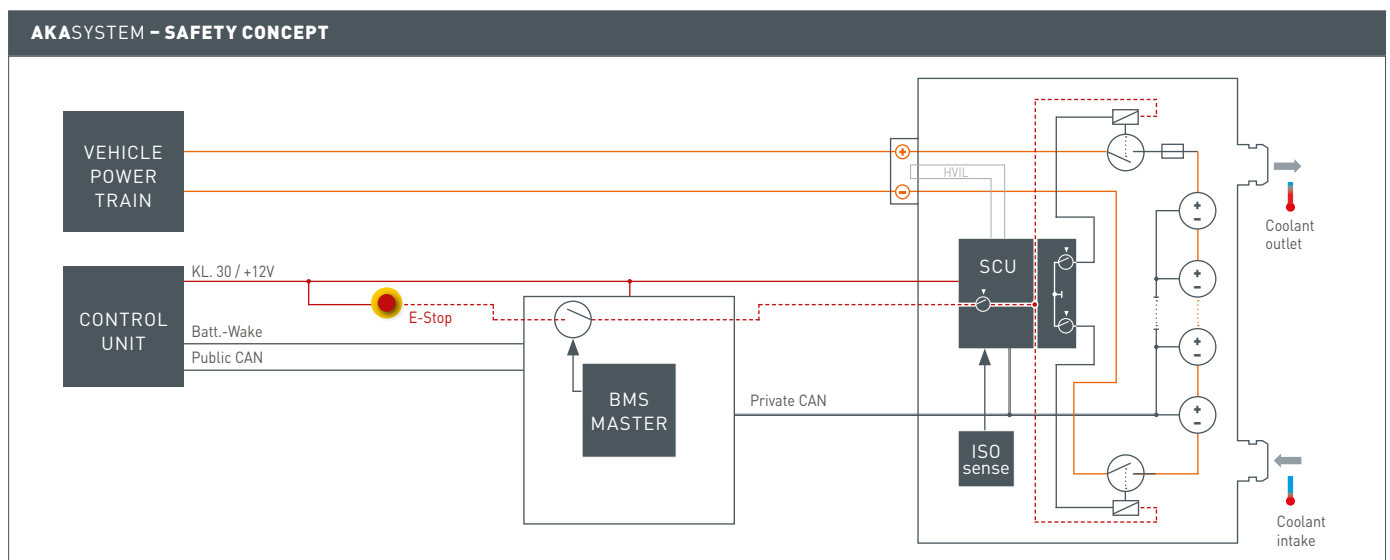 AKASYSTEM – SAFETY CONCEPT
VEHICLE
POWER
TRAIN
+
−
HVIL
CONTROL
UNIT
KL. 30 / +12V
E-Stop
Batt.-Wake
Public CAN
BMS
MASTER
Private CAN
SCU
ISO
sense
+
−
+
−
+
−
+
−
Coolant
outlet
Coolant
intake